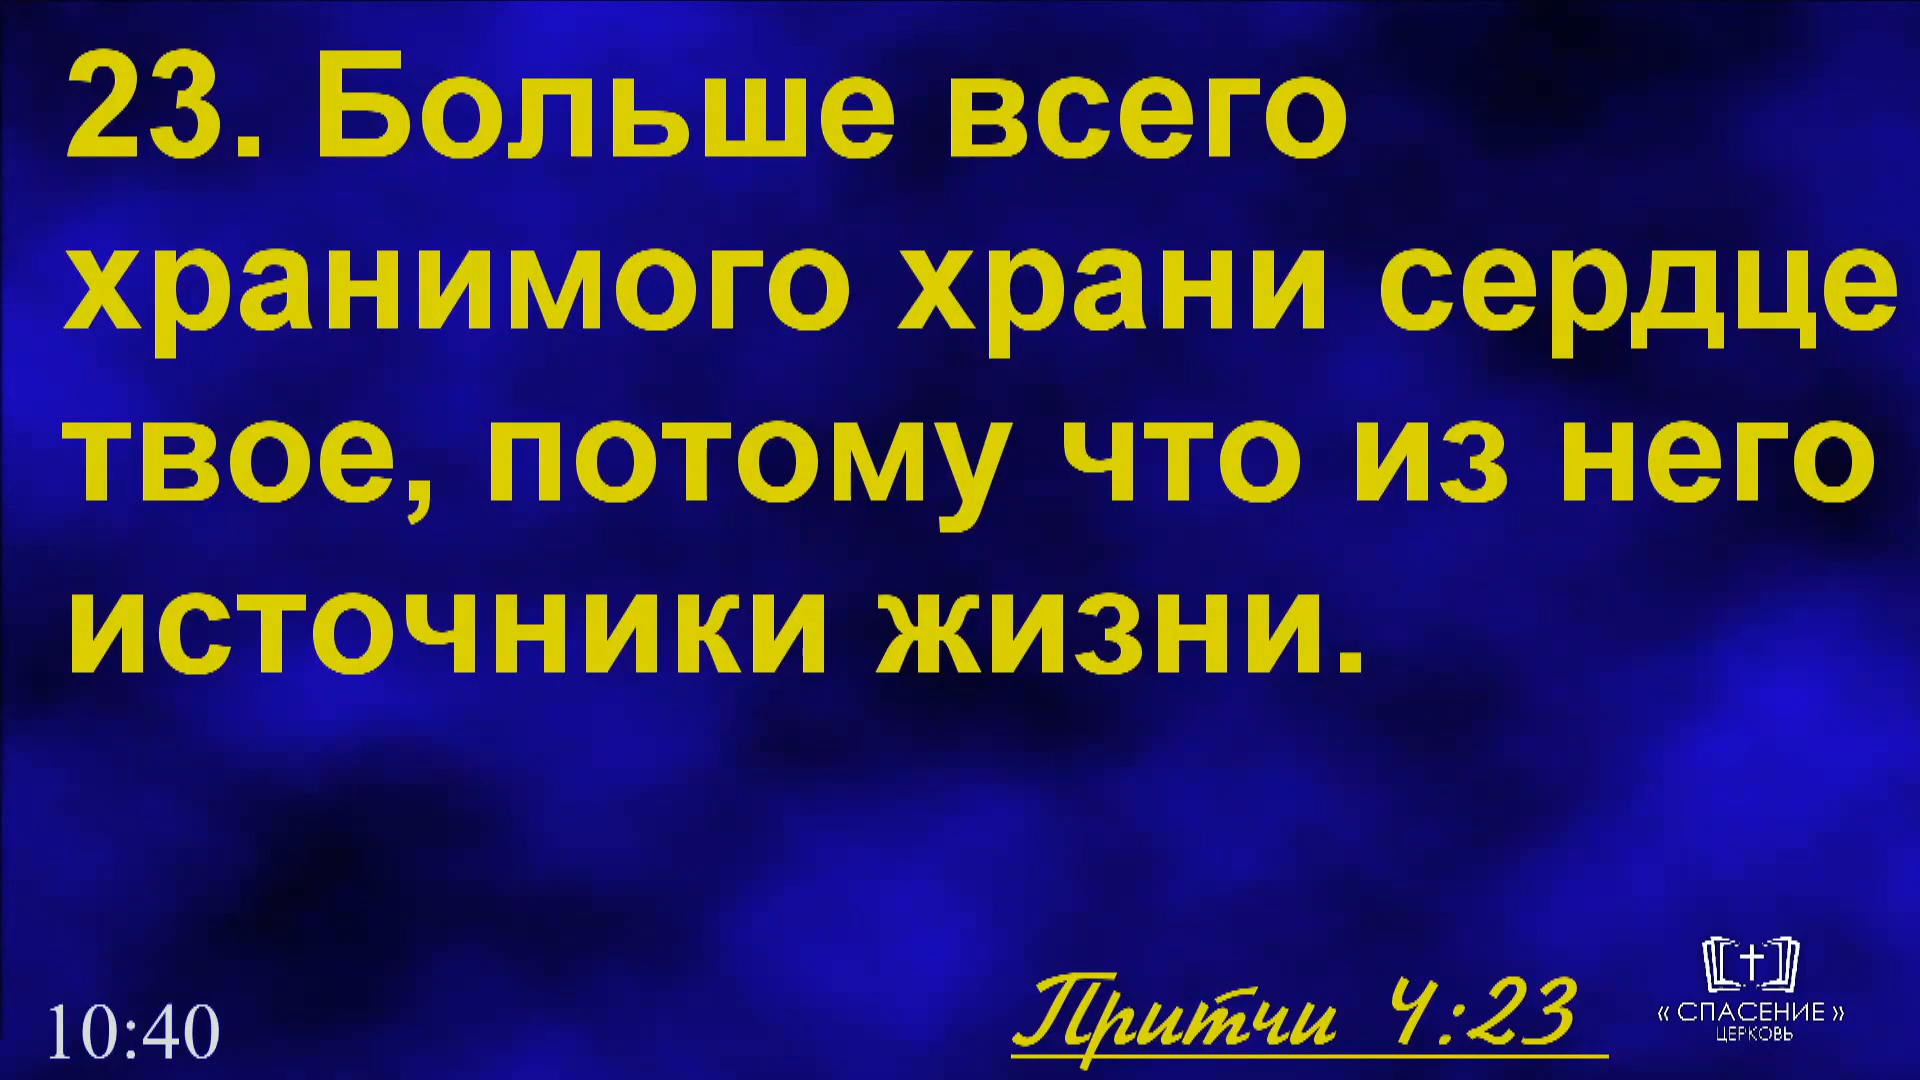 23. Больше всего
хранимого храни сердце
твое, потому что из него
источники жизни.
10:40
Притчи 4:23
« СПАСЕНИЕ »
ЦЕРКОВЬ